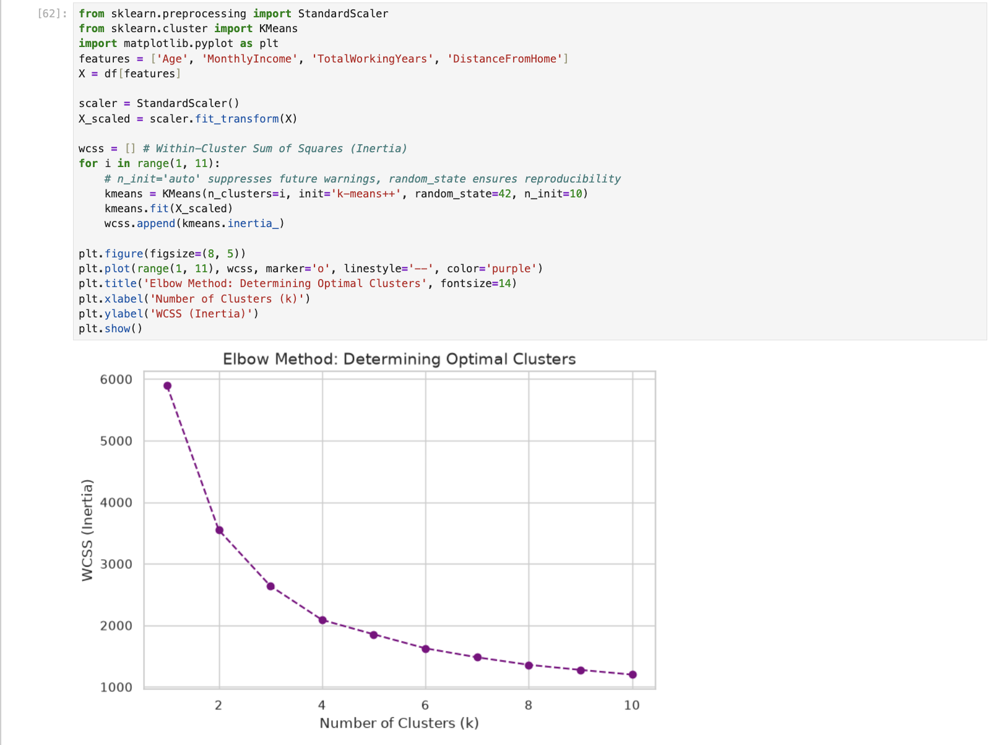 [62]:
from sklearn.preprocessing import StandardScaler
from sklearn.cluster import KMeans
import matplotlib.pyplot as plt
features = ['Age', 'MonthlyIncome', 'TotalWorkingYears', 'DistanceFromHome']
X = df[features]

scaler = StandardScaler()
X_scaled = scaler.fit_transform(X)

wcss = [] # Within-Cluster Sum of Squares (Inertia)
for i in range(1, 11):
    # n_init='auto' suppresses future warnings, random_state ensures reproducibility
    kmeans = KMeans(n_clusters=i, init='k-means++', random_state=42, n_init=10)
    kmeans.fit(X_scaled)
    wcss.append(kmeans.inertia_)

plt.figure(figsize=(8, 5))
plt.plot(range(1, 11), wcss, marker='o', linestyle='--', color='purple')
plt.title('Elbow Method: Determining Optimal Clusters', fontsize=14)
plt.xlabel('Number of Clusters (k)')
plt.ylabel('WCSS (Inertia)')
plt.show()
Elbow Method: Determining Optimal Clusters
WCSS (Inertia)
6000
5000
4000
3000
2000
1000
2 4 6 8 10
Number of Clusters (k)